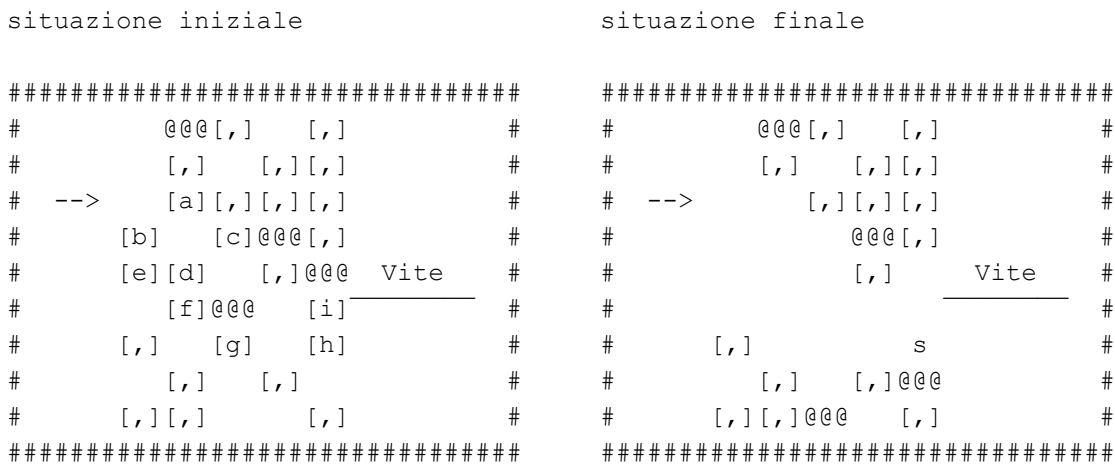 situazione iniziale                   situazione finale
#################################     #################################
#         @@@[,]   [,]          #     #         @@@[,]   [,]          #
#         [,]   [,][,]          #     #         [,]   [,][,]          #
#  -->    [a][,][,][,]          #     #  -->       [,][,][,]          #
#      [b]   [c]@@@[,]          #     #               @@@[,]          #
#      [e][d]   [,]@@@  Vite    #     #               [,]      Vite   #
#         [f]@@@   [i]          #     #                               #
#      [,]   [g]   [h]          #     #      [,]            s         #
#         [,]   [,]             #     #         [,]   [,]@@@          #
#      [,][,]      [,]          #     #      [,][,]@@@   [,]          #
#################################     #################################